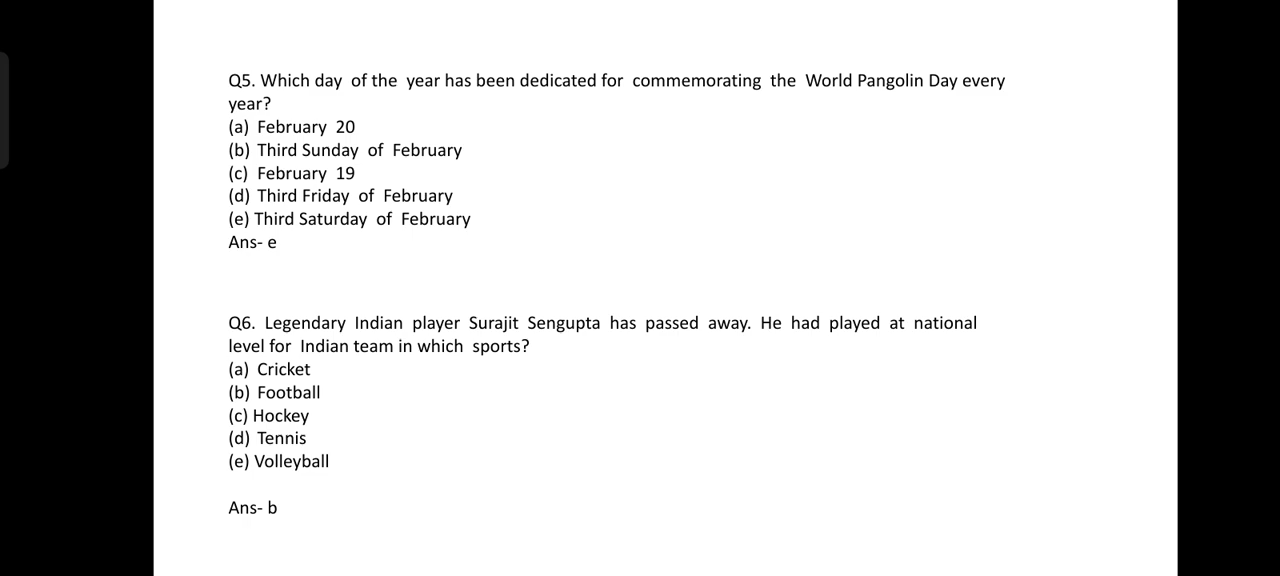 Q5. Which day of the year has been dedicated for commemorating the World Pangolin Day every
year?
(a) February 20
(b) Third Sunday of February
(c) February 19
(d) Third Friday of February
(e) Third Saturday of February
Ans- e
Q6. Legendary Indian player Surajit Sengupta has passed away. He had played at national
level for Indian team in which sports?
(a) Cricket
(b) Football
(c) Hockey
(d) Tennis
(e) Volleyball
Ans- b